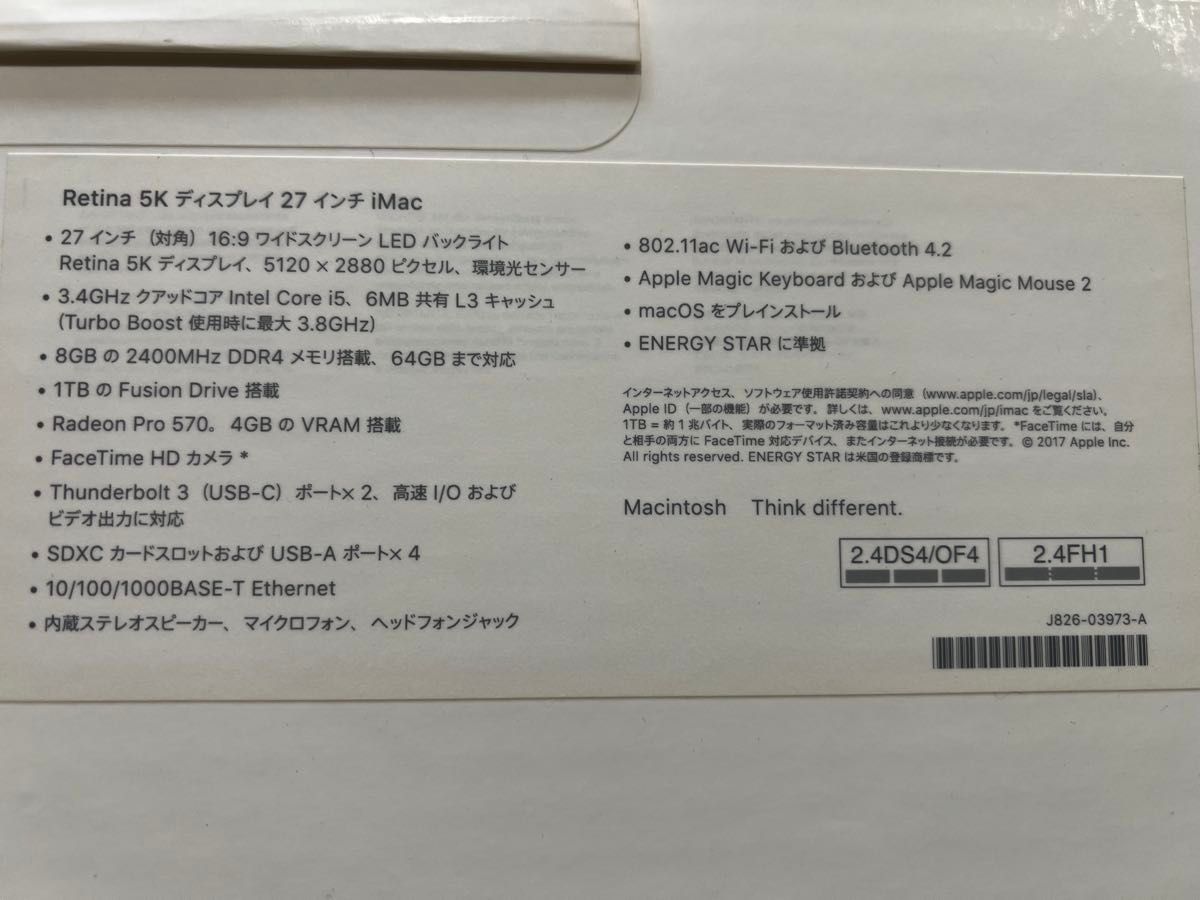 Retina 5K ディスプレイ 27 インチ iMac
• 27 インチ（対角）16:9 ワイドスクリーン LED バックライト
Retina 5K ディスプレイ、5120 × 2880 ピクセル、環境光センサー
• 3.4GHz クアッドコア Intel Core i5、6MB 共有 L3 キャッシュ
（Turbo Boost 使用時に最大 3.8GHz）
• 8GB の 2400MHz DDR4 メモリ搭載、64GB まで対応
• 1TB の Fusion Drive 搭載
• Radeon Pro 570。4GB の VRAM 搭載
• FaceTime HD カメラ *
• Thunderbolt 3（USB-C）ポート× 2、高速 I/O および
ビデオ出力に対応
• SDXC カードスロットおよび USB-A ポート× 4
• 10/100/1000BASE-T Ethernet
• 内蔵ステレオスピーカー、マイクロフォン、ヘッドフォンジャック
• 802.11ac Wi-Fi および Bluetooth 4.2
• Apple Magic Keyboard および Apple Magic Mouse 2
• macOS をプレインストール
• ENERGY STAR に準拠
インターネットアクセス、ソフトウェア使用許諾契約への同意（www.apple.com/jp/legal/sla）、
Apple ID（一部の機能）が必要です。詳しくは、www.apple.com/jp/imac をご覧ください。
1TB = 約 1 兆バイト、実際のフォーマット済み容量はこれより少なくなります。*FaceTime には、自分
と相手の両方に FaceTime 対応デバイス、またインターネット接続が必要です。© 2017 Apple Inc.
All rights reserved. ENERGY STAR は米国の登録商標です。
Macintosh Think different.
2.4DS4/OF4 2.4FH1
J826-03973-A